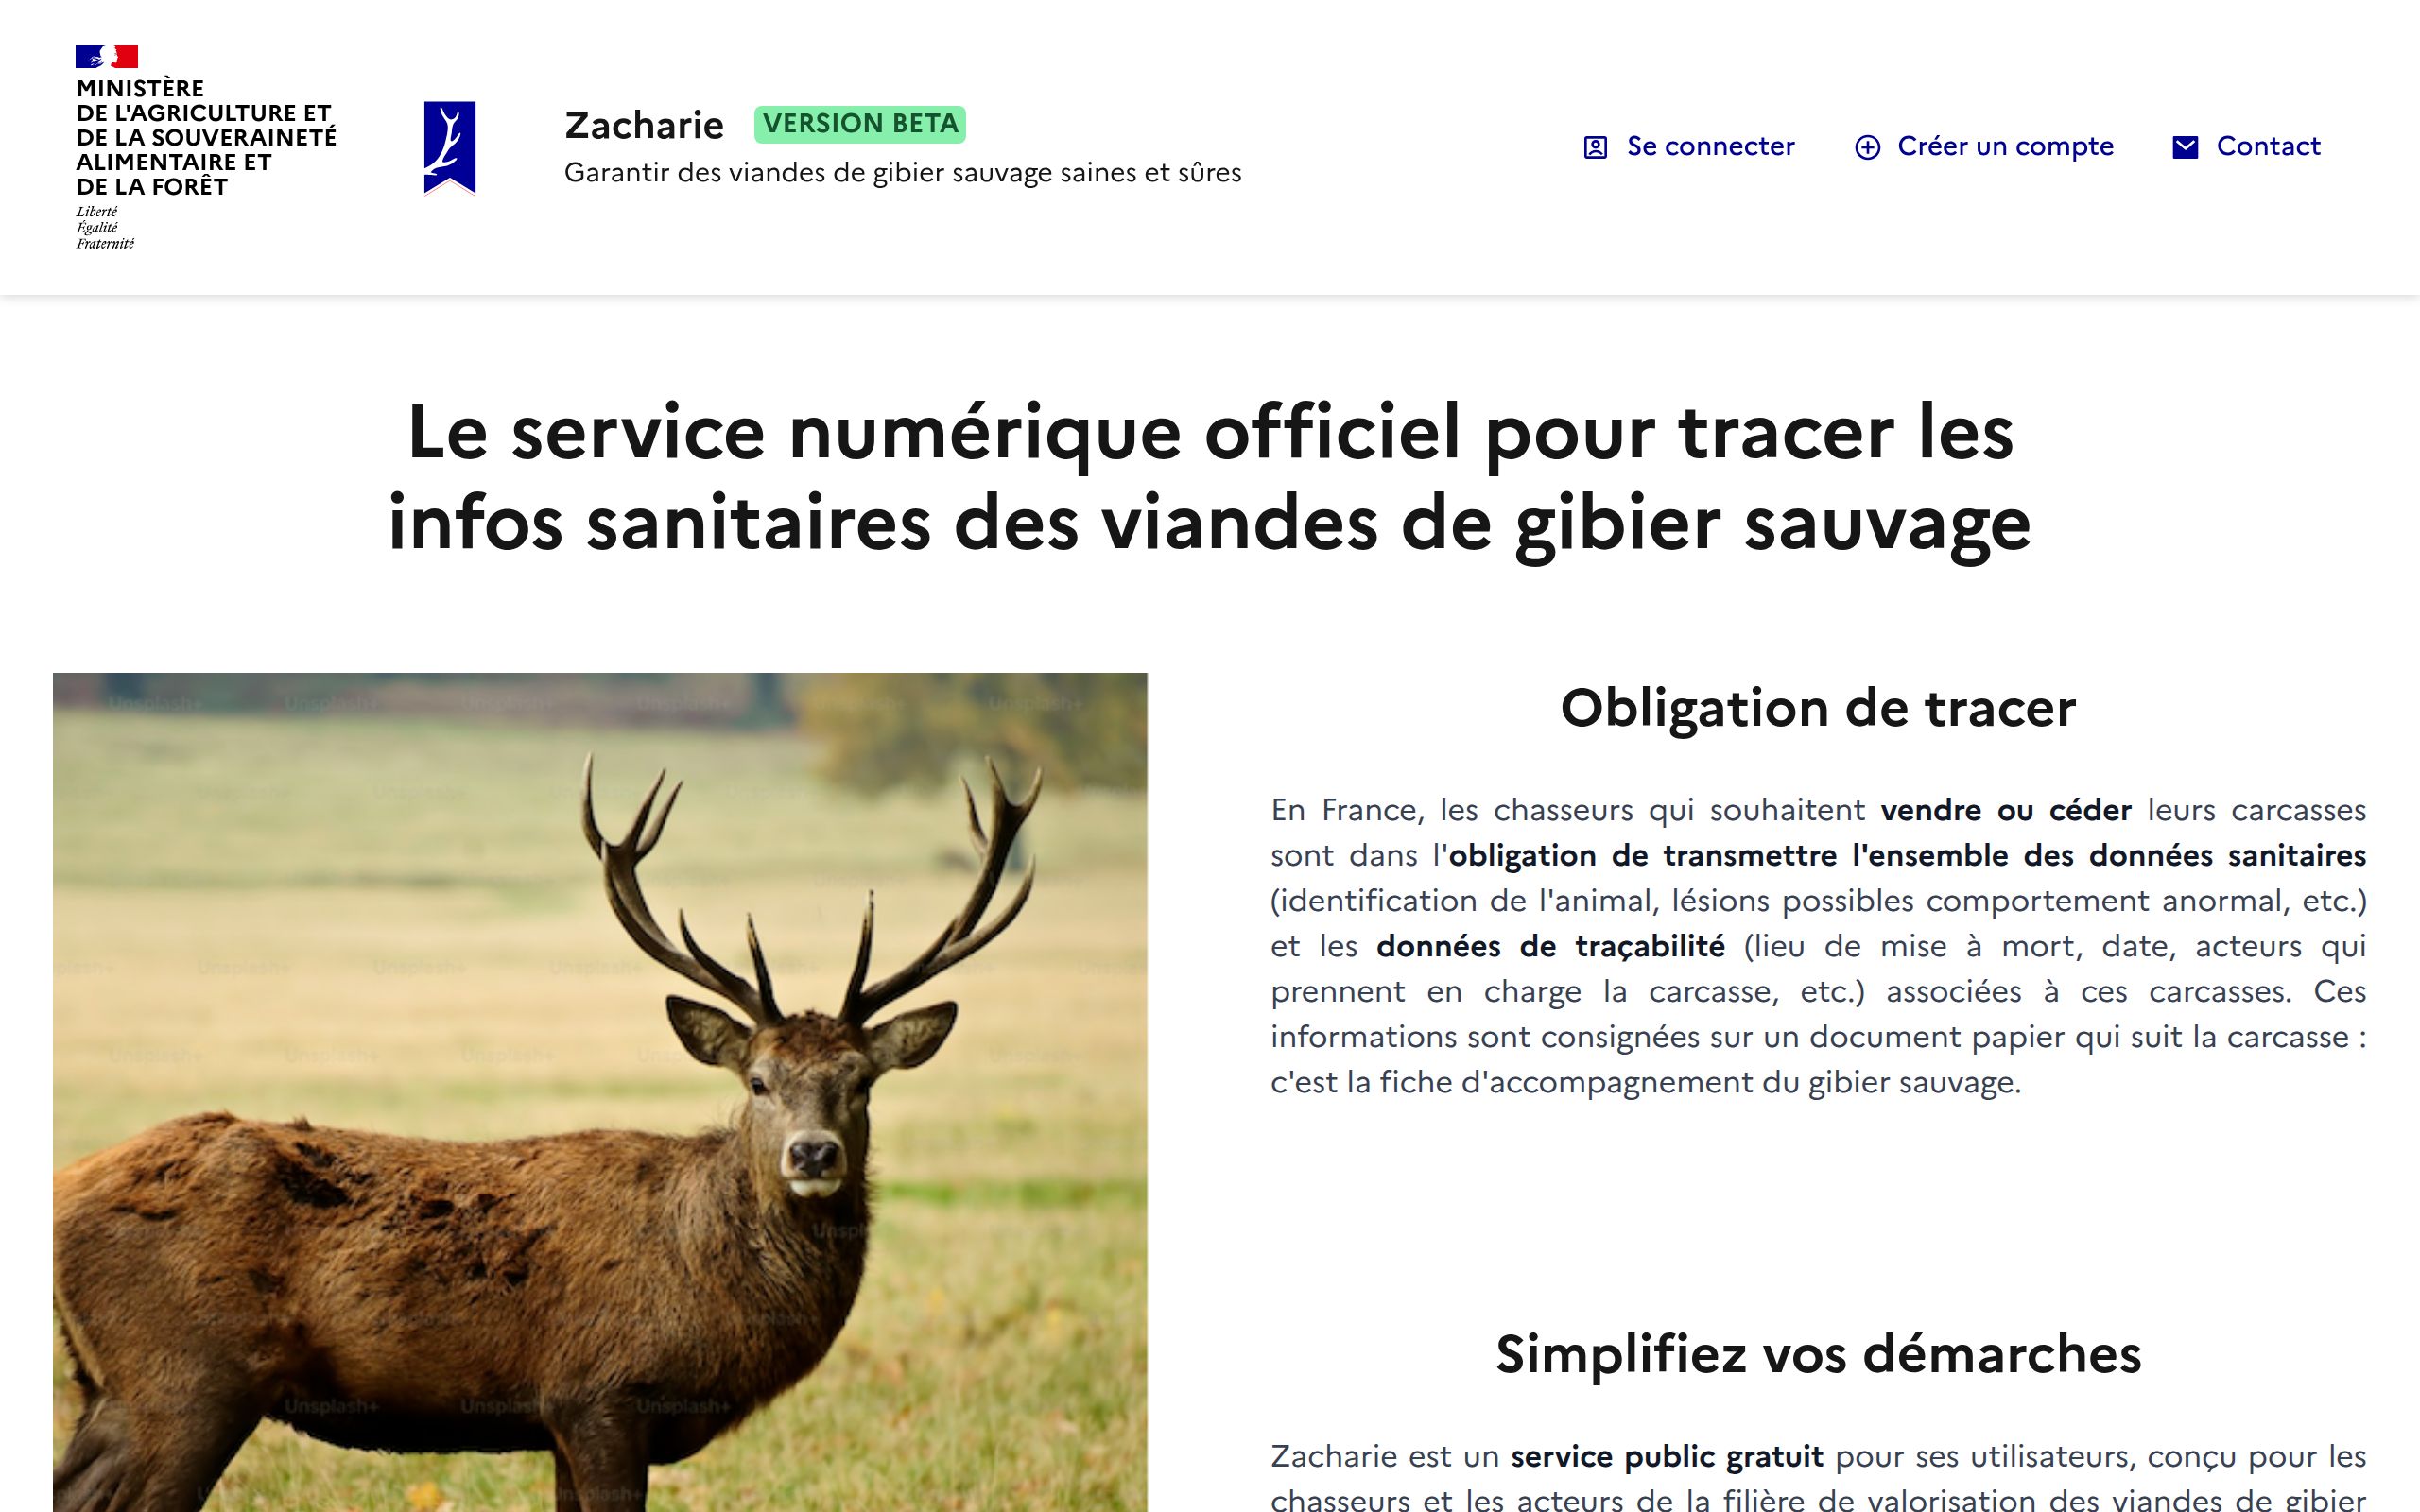 MINISTÈRE
DE L'AGRICULTURE ET
DE LA SOUVERAINETÉ
ALIMENTAIRE ET
DE LA FORÊT
Liberté
Égalité
Fraternité
Zacharie VERSION BETA
Garantir des viandes de gibier sauvage saines et sûres
Se connecter
Créer un compte
Contact
Le service numérique officiel pour tracer les
infos sanitaires des viandes de gibier sauvage
Unsplash+ Unsplash+ Unsplash+ Unsplash+ Unsplash+ Unsplash+
Obligation de tracer
En France, les chasseurs qui souhaitent vendre ou céder leurs carcasses
sont dans l'obligation de transmettre l'ensemble des données sanitaires
(identification de l'animal, lésions possibles comportement anormal, etc.)
et les données de traçabilité (lieu de mise à mort, date, acteurs qui
prennent en charge la carcasse, etc.) associées à ces carcasses. Ces
informations sont consignées sur un document papier qui suit la carcasse :
c'est la fiche d'accompagnement du gibier sauvage.
Simplifiez vos démarches
Zacharie est un service public gratuit pour ses utilisateurs, conçu pour les
chasseurs et les acteurs de la filière de valorisation des viandes de gibier